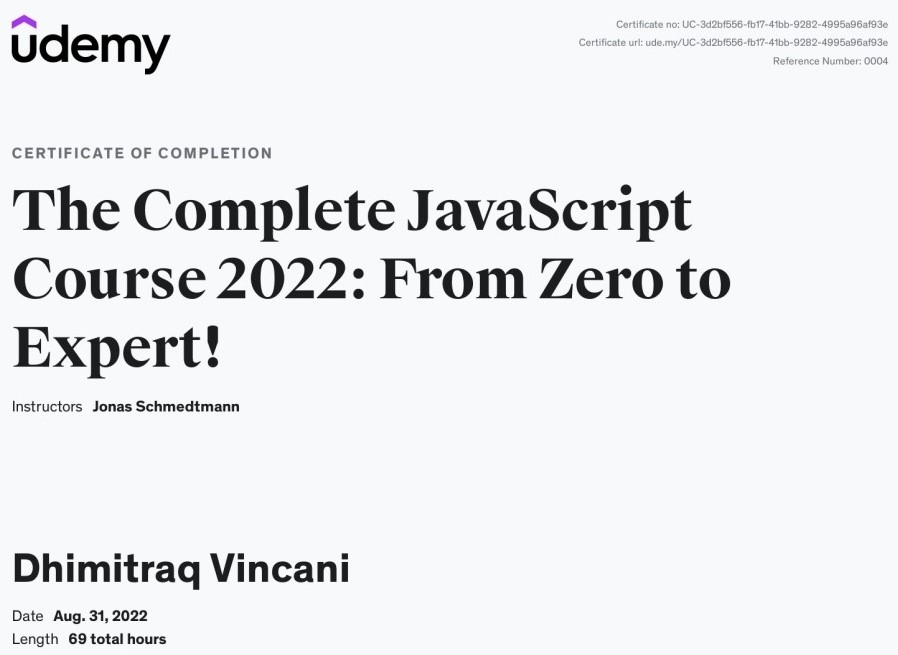 udemy
Certificate no: UC-3d2bf556-fb17-41bb-9282-4995a96af93e
Certificate url: ude.my/UC-3d2bf556-fb17-41bb-9282-4995a96af93e
Reference Number: 0004
CERTIFICATE OF COMPLETION
The Complete JavaScript
Course 2022: From Zero to
Expert!
Instructors Jonas Schmedtmann
Dhimitraq Vincani
Date Aug. 31, 2022
Length 69 total hours